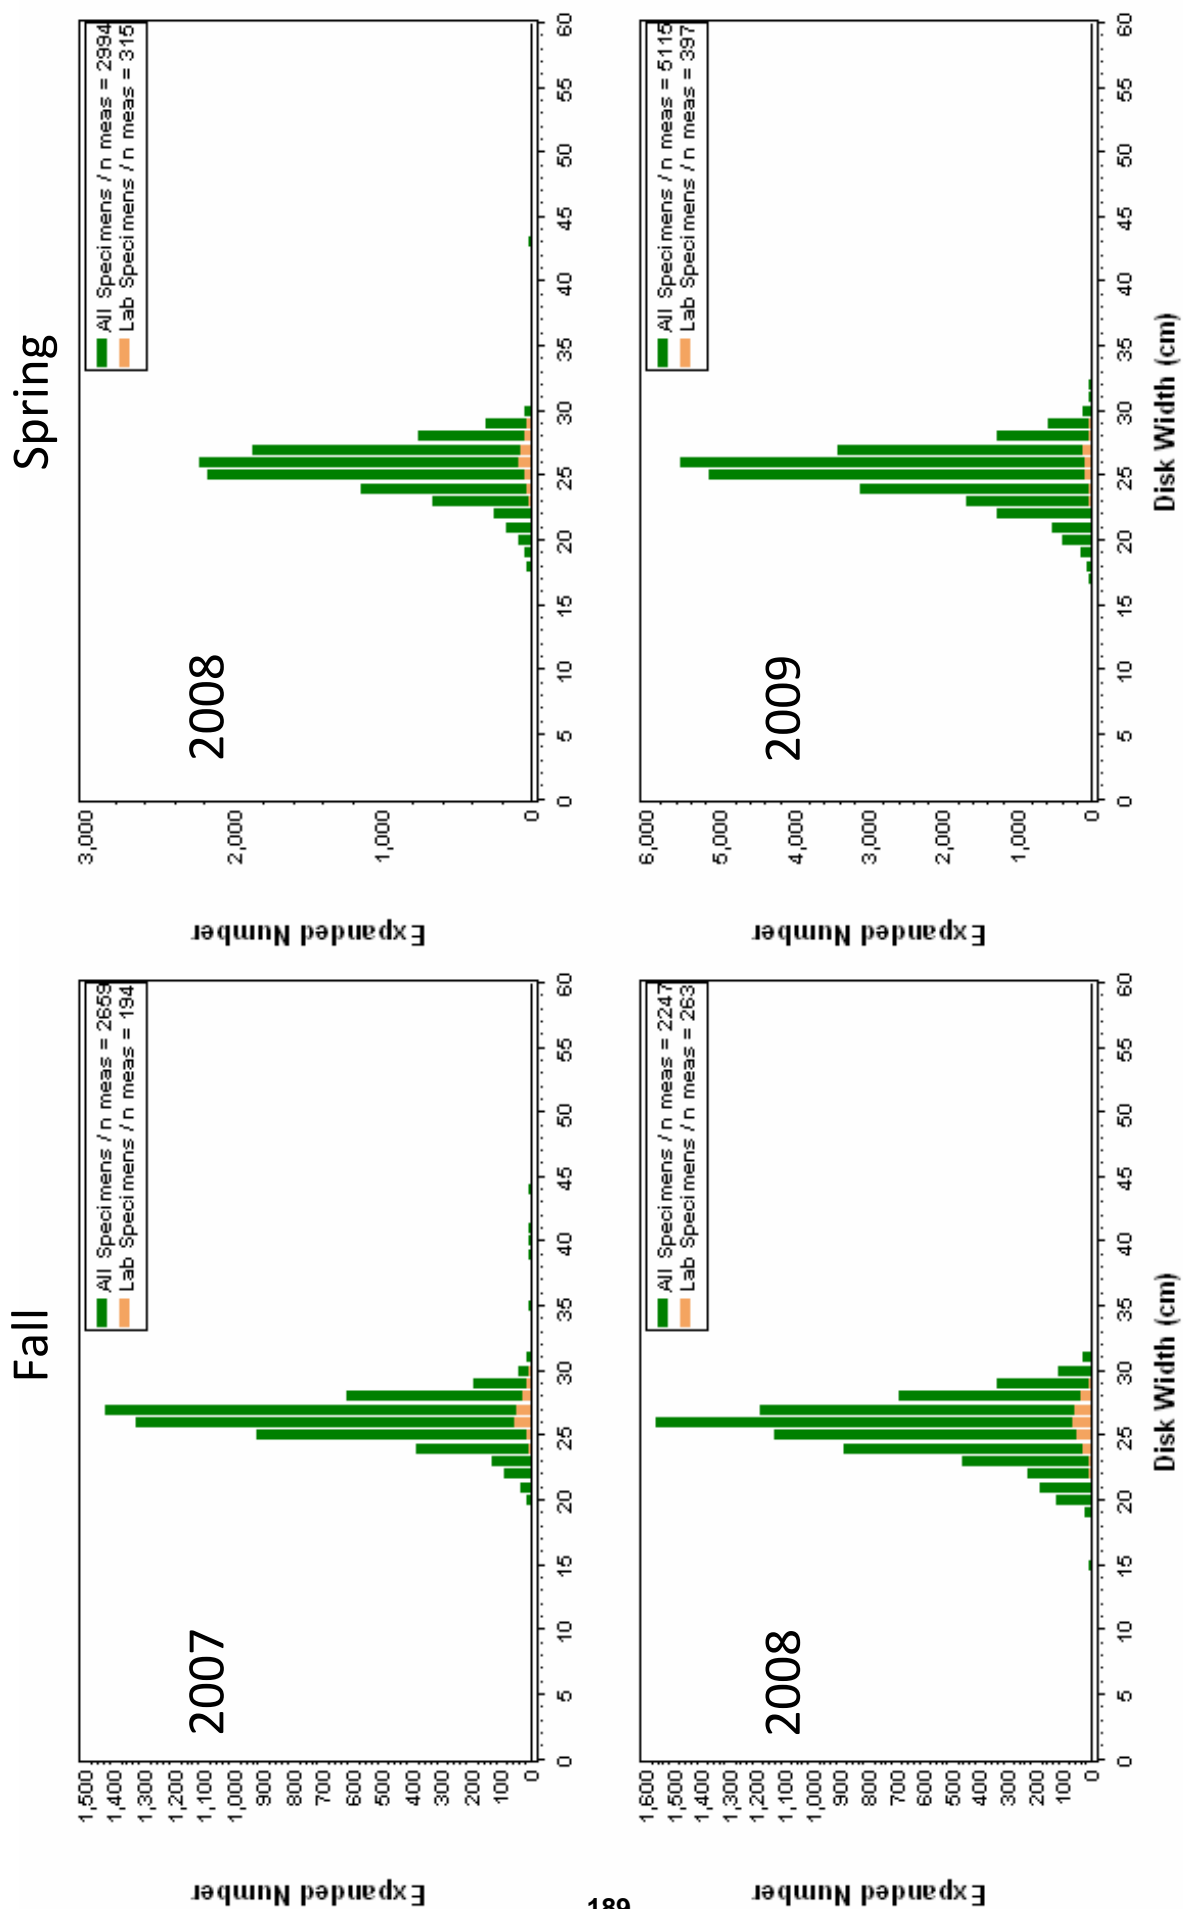 Fall
Spring
Expanded Number
1,500
1,400
1,300
1,200
1,100
1,000
900
800
700
600
500
400
300
200
100
0
2007
All Specimens / n meas = 2659
Lab Specimens / n meas = 194
0 5 10 15 20 25 30 35 40 45 50 55 60
Expanded Number
3,000
2,000
1,000
0
2008
All Specimens / n meas = 2994
Lab Specimens / n meas = 315
0 5 10 15 20 25 30 35 40 45 50 55 60
Expanded Number
1,600
1,500
1,400
1,300
1,200
1,100
1,000
900
800
700
600
500
400
300
200
100
0
2008
All Specimens / n meas = 2247
Lab Specimens / n meas = 263
0 5 10 15 20 25 30 35 40 45 50 55 60
Disk Width (cm)
Expanded Number
6,000
5,000
4,000
3,000
2,000
1,000
0
2009
All Specimens / n meas = 5115
Lab Specimens / n meas = 397
0 5 10 15 20 25 30 35 40 45 50 55 60
Disk Width (cm)
189